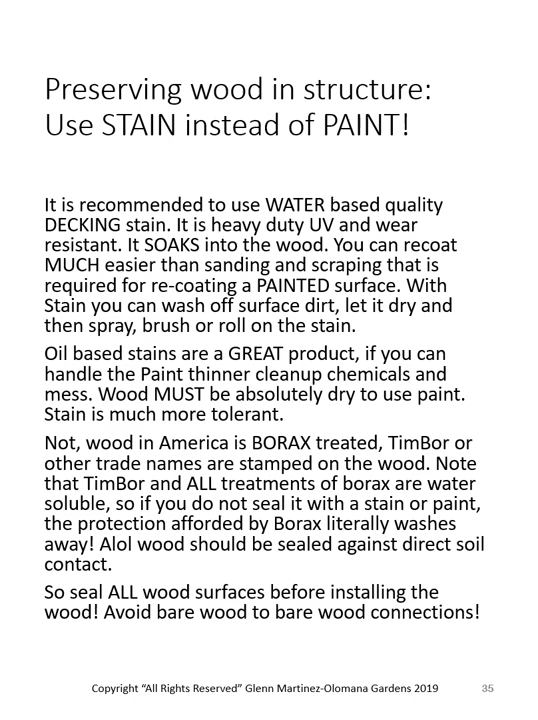 Preserving wood in structure:
Use STAIN instead of PAINT!
It is recommended to use WATER based quality
DECKING stain. It is heavy duty UV and wear
resistant. It SOAKS into the wood. You can recoat
MUCH easier than sanding and scraping that is
required for re-coating a PAINTED surface. With
Stain you can wash off surface dirt, let it dry and
then spray, brush or roll on the stain.
Oil based stains are a GREAT product, if you can
handle the Paint thinner cleanup chemicals and
mess. Wood MUST be absolutely dry to use paint.
Stain is much more tolerant.
Not, wood in America is BORAX treated, TimBor or
other trade names are stamped on the wood. Note
that TimBor and ALL treatments of borax are water
soluble, so if you do not seal it with a stain or paint,
the protection afforded by Borax literally washes
away! Alol wood should be sealed against direct soil
contact.
So seal ALL wood surfaces before installing the
wood! Avoid bare wood to bare wood connections!
Copyright “All Rights Reserved” Glenn Martinez-Olomana Gardens 2019 35